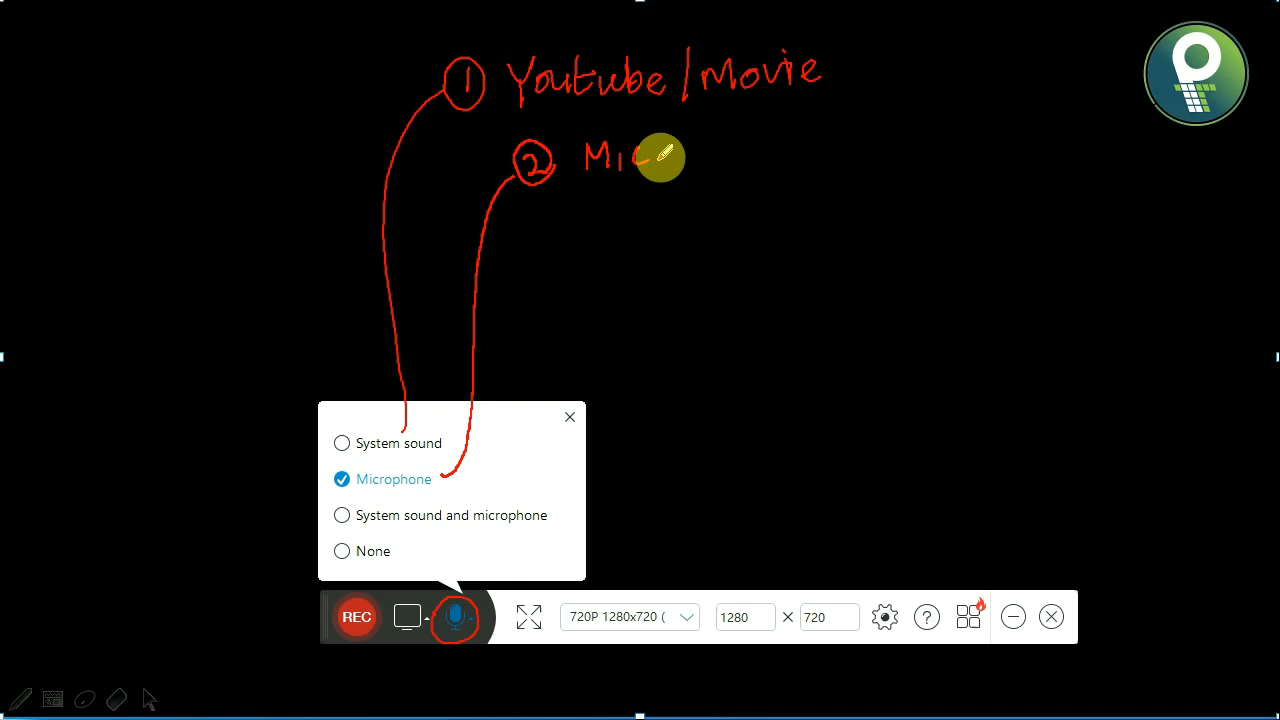 1 Youtube/Movie
2 Mic
System sound
Microphone
System sound and microphone
None
REC 720P 1280x720 ( 1280 × 720 ?